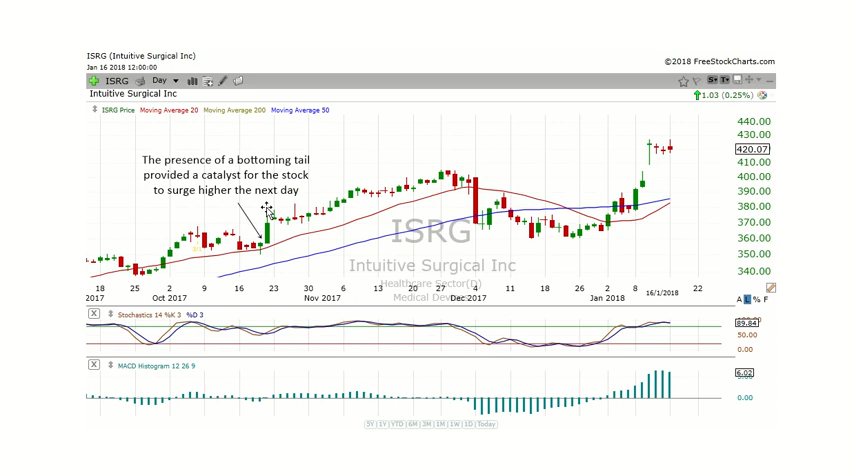 ISRG (Intuitive Surgical Inc)
Jan 16 2018 12:00:00
©2018 FreeStockCharts.com
ISRG Day
Intuitive Surgical Inc
1.03 (0.25%)
ISRG Price Moving Average 20 Moving Average 200 Moving Average 50
The presence of a bottoming tail
provided a catalyst for the stock
to surge higher the next day
440.00
430.00
420.07
410.00
400.00
390.00
380.00
370.00
360.00
350.00
340.00
ISRG
Intuitive Surgical Inc
Healthcare Sector(D)
Medical
18 25 2 9 16 23 30 6 13 20 27 4 11 18 26 2 8 16/1/2018 22
2017 Oct 2017 Nov 2017 Dec 2017 Jan 2018
A L % F
X Stochastics 14 %K 3 %D 3
89.84
50.00
0.00
X MACD Histogram 12 26 9
6.02
0.00
5Y 1Y YTD 6M 3M 1M 1W 1D Today